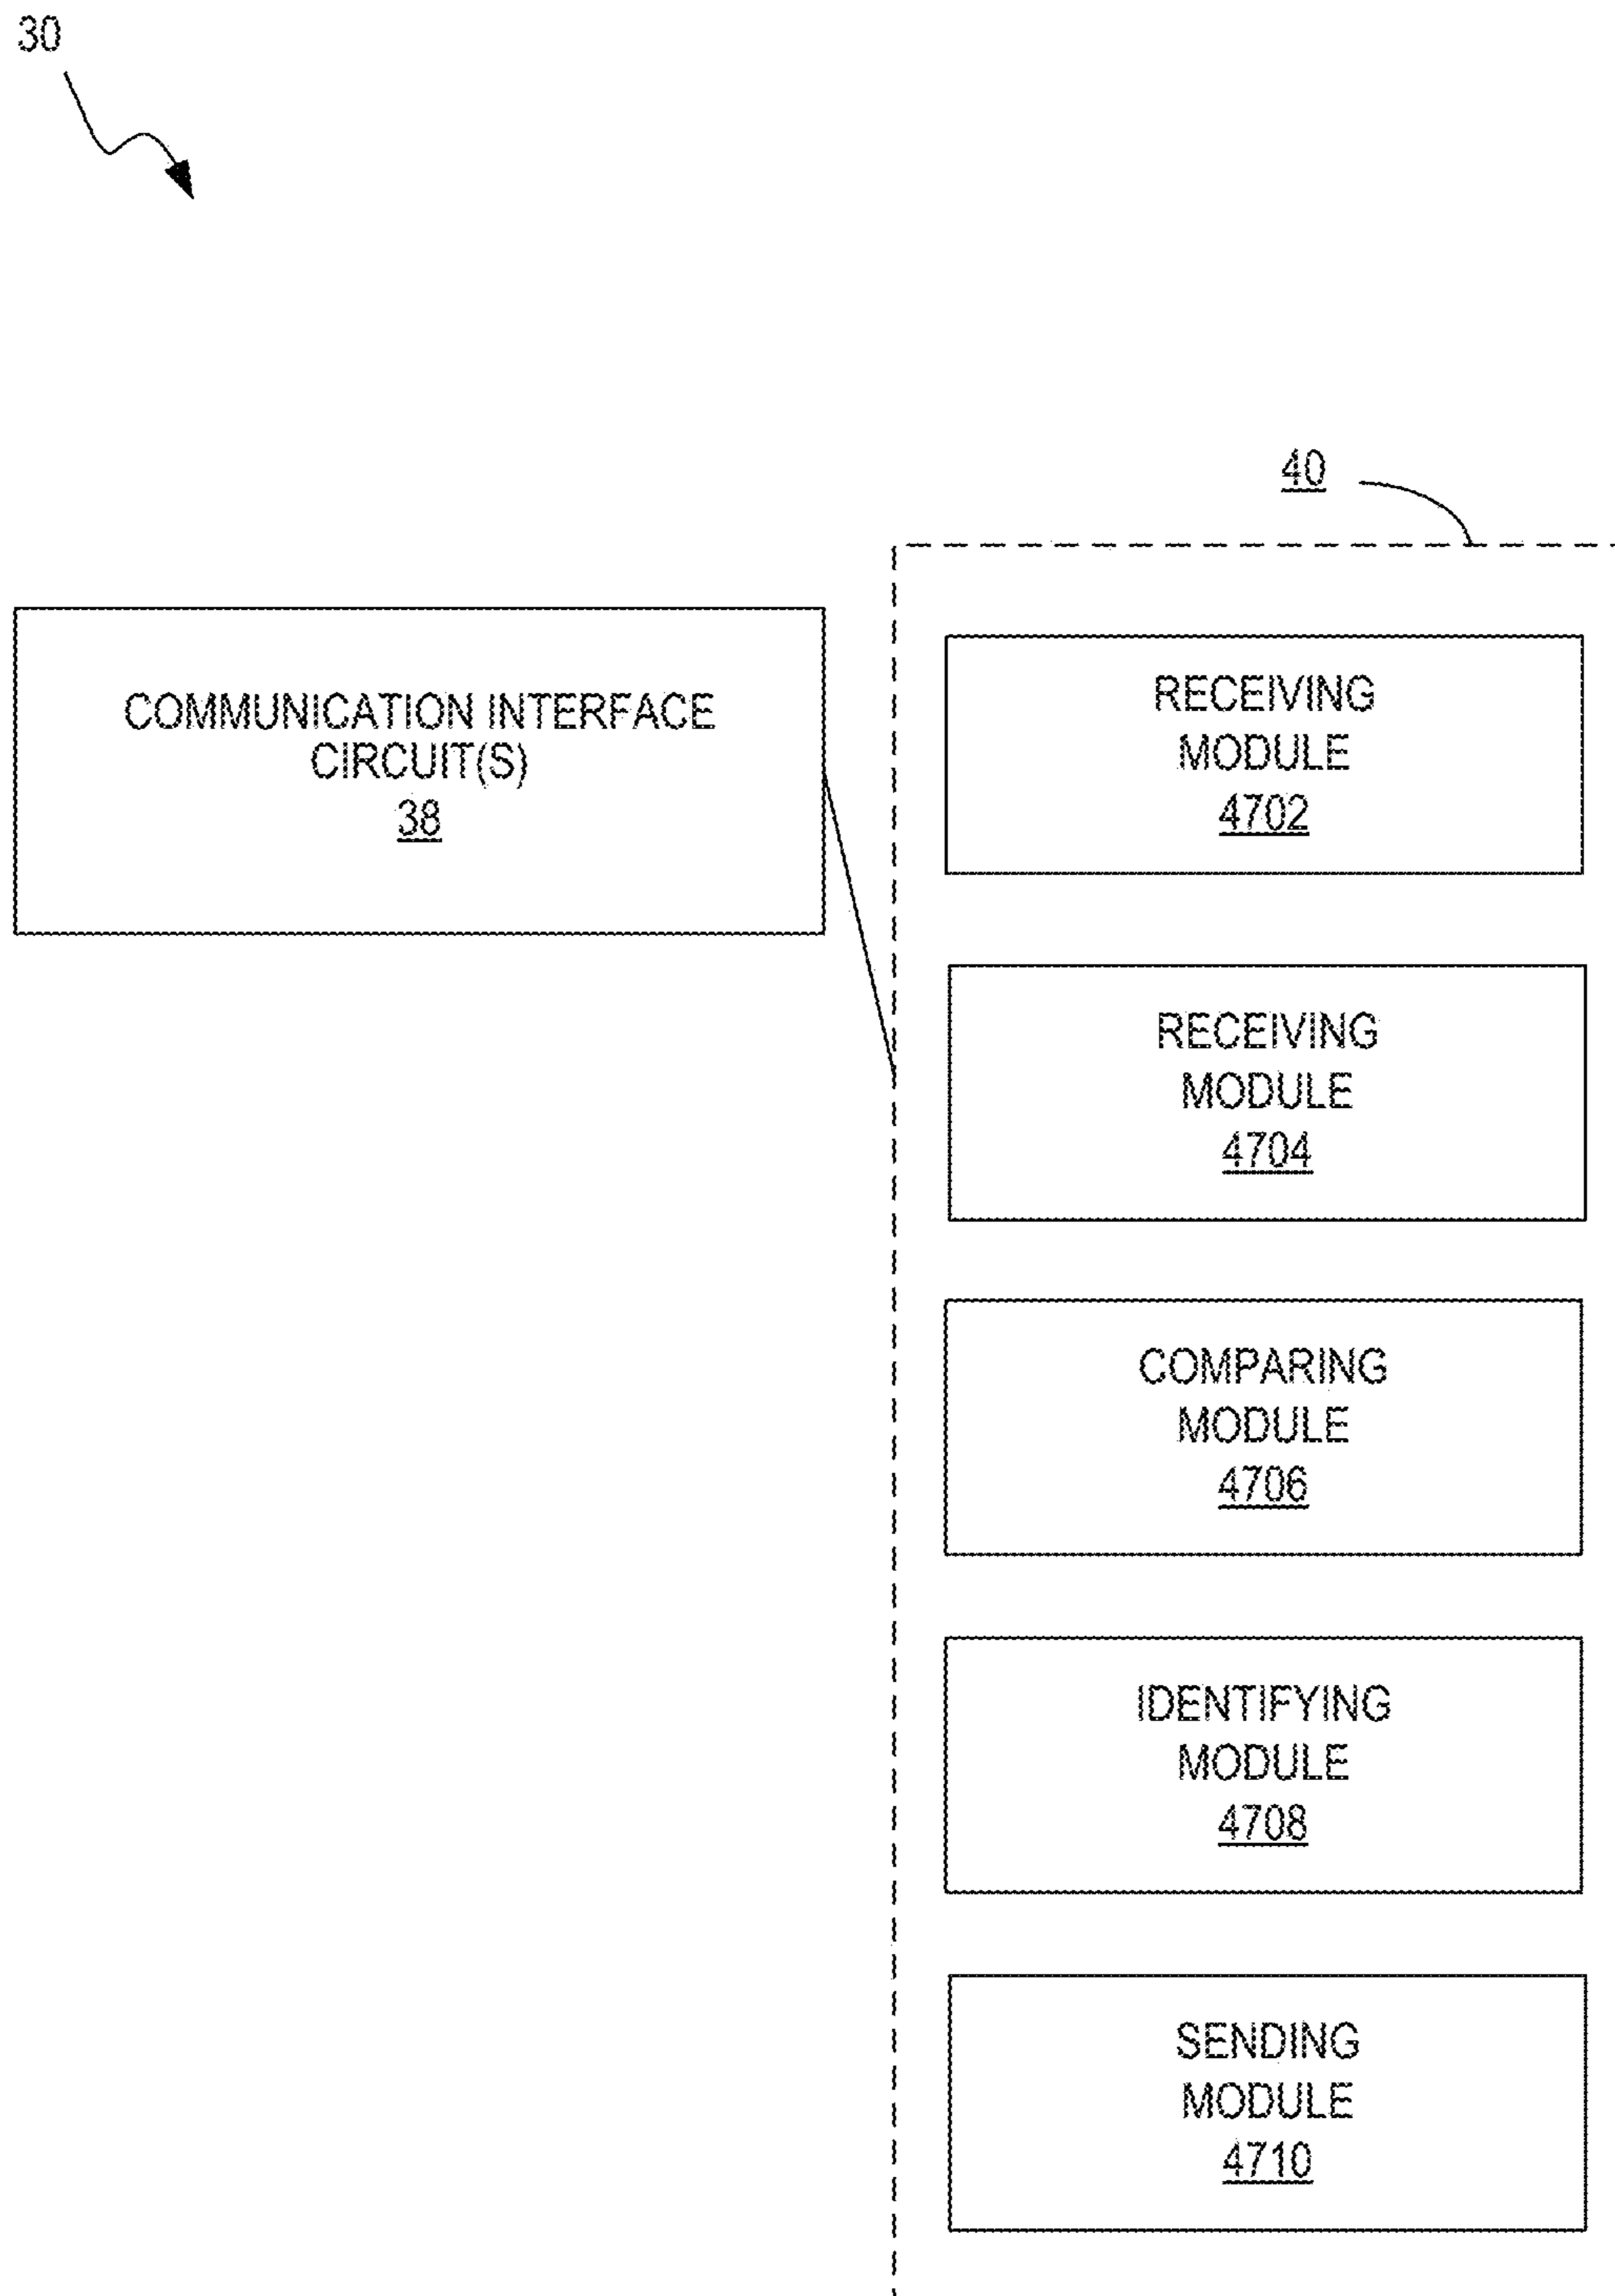 30
40
COMMUNICATION INTERFACE
CIRCUIT(S)
38
RECEIVING
MODULE
4702
RECEIVING
MODULE
4704
COMPARING
MODULE
4706
IDENTIFYING
MODULE
4708
SENDING
MODULE
4710